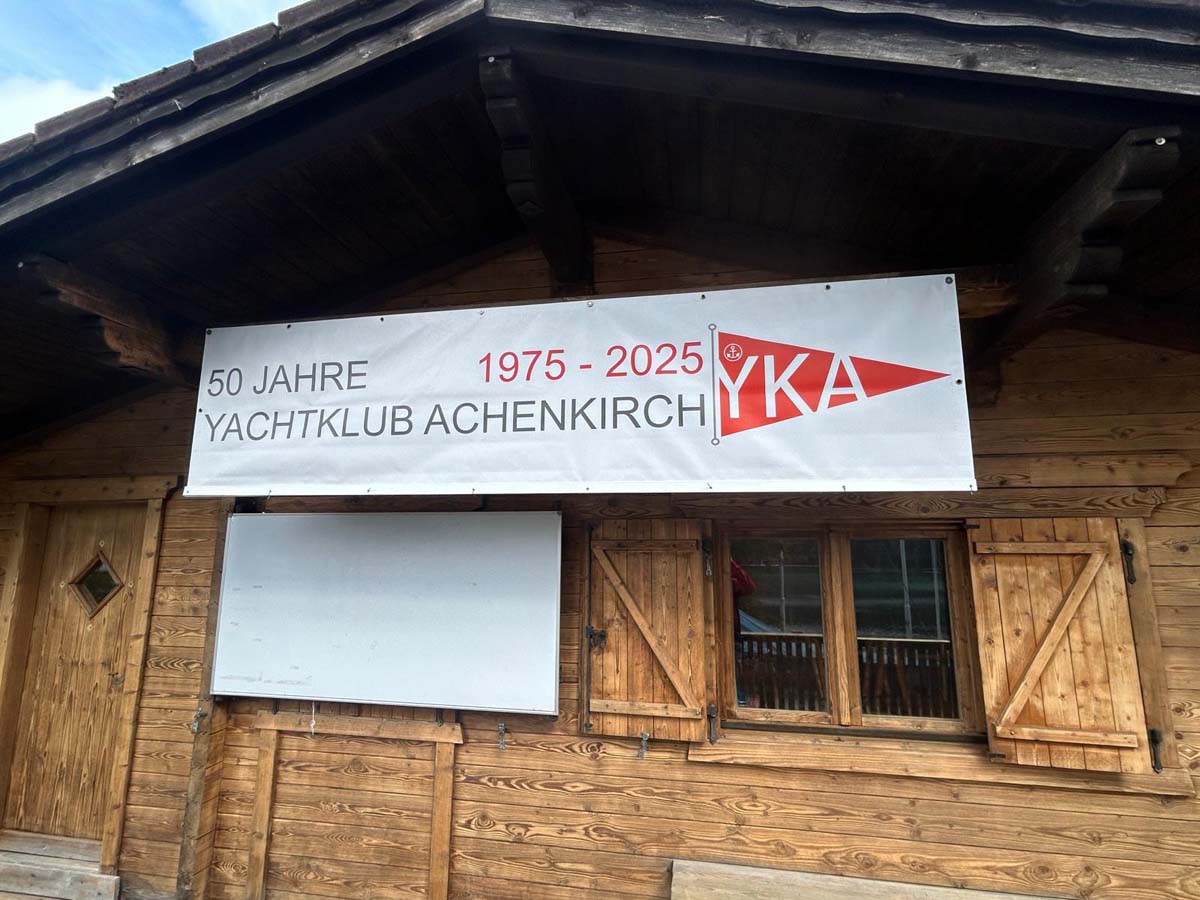 50 JAHRE 1975 - 2025
YACHTKLUB ACHENKIRCH
YKA